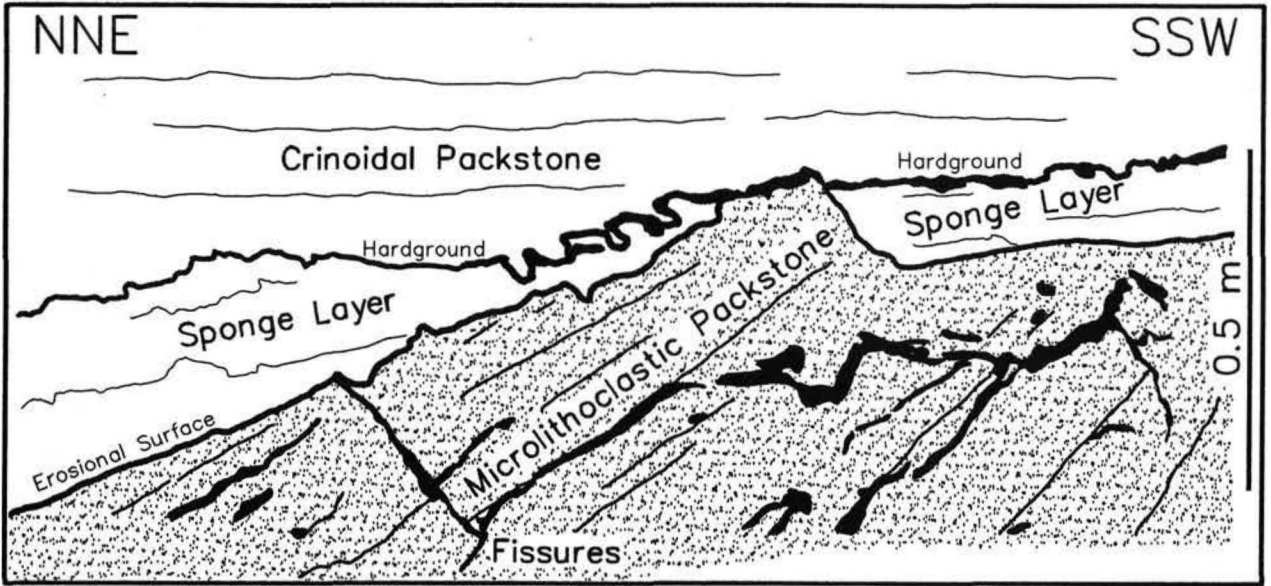 NNE
SSW
Crinoidal Packstone
Hardground
Sponge Layer
Hardground
Sponge Layer
Microlithoclastic Packstone
0.5 m
Erosional Surface
Fissures